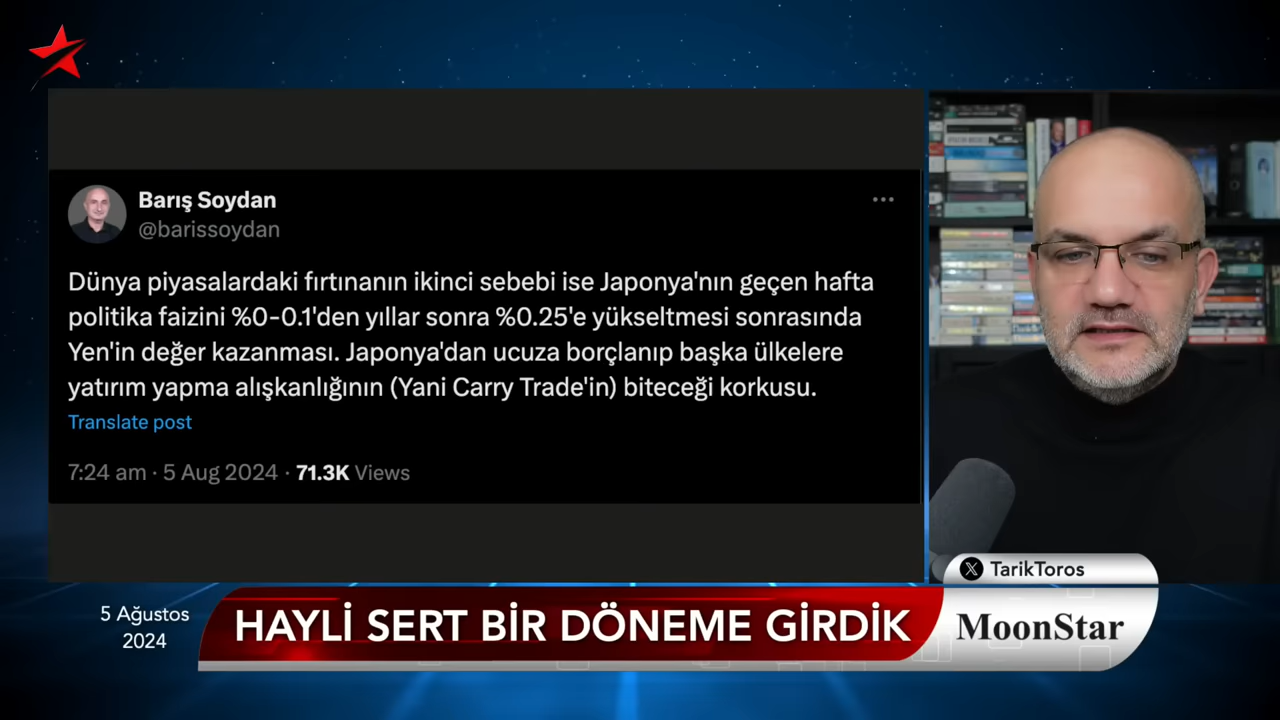 Barış Soydan
@barissoydan
Dünya piyasalardaki fırtınanın ikinci sebebi ise Japonya'nın geçen hafta
politika faizini %0-0.1'den yıllar sonra %0.25'e yükseltmesi sonrasında
Yen'in değer kazanması. Japonya'dan ucuza borçlanıp başka ülkelere
yatırım yapma alışkanlığının (Yani Carry Trade'in) biteceği korkusu.
Translate post
7:24 am · 5 Aug 2024 · 71.3K Views
TarikToros
5 Ağustos
2024
HAYLİ SERT BİR DÖNEME GİRDİK
MoonStar